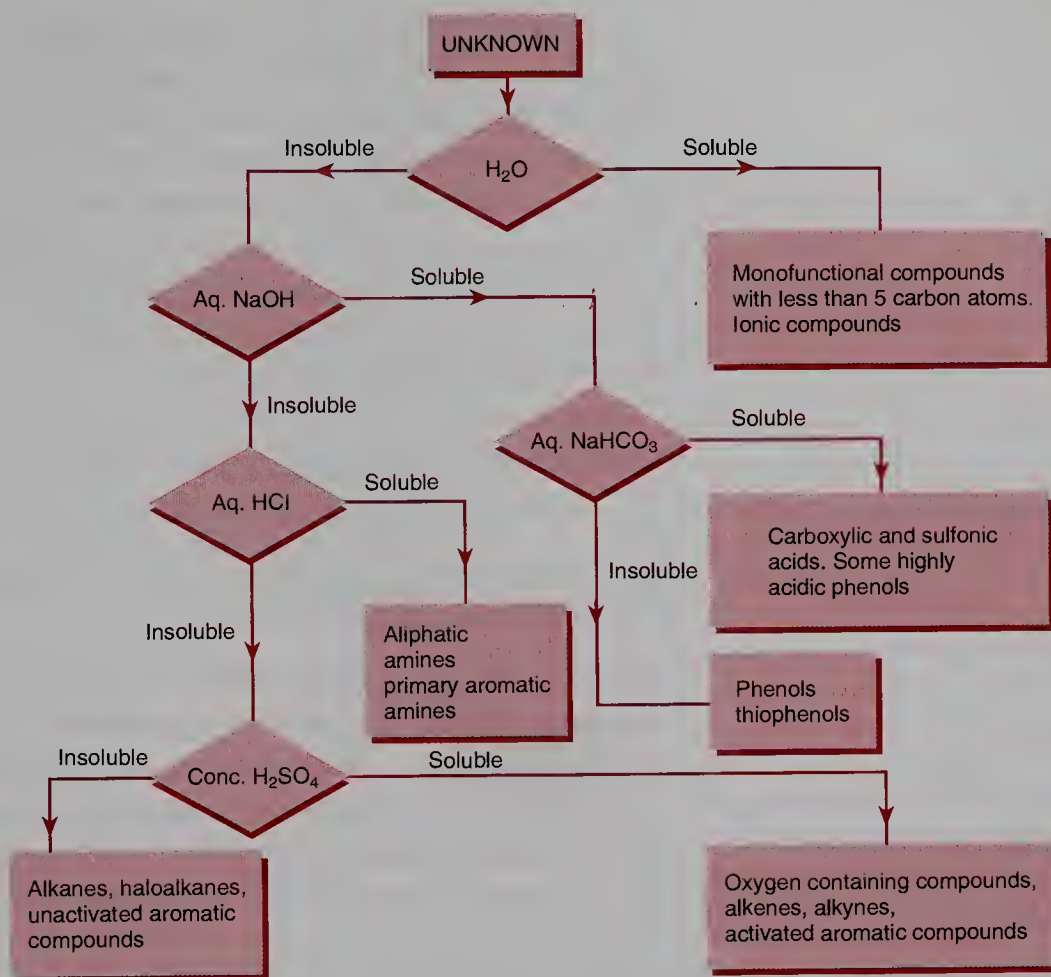 UNKNOWN
Insoluble
Soluble
H₂O
Monofunctional compounds
with less than 5 carbon atoms.
Ionic compounds
Aq. NaOH
Soluble
Insoluble
Aq. NaHCO₃
Soluble
Aq. HCl
Soluble
Carboxylic and sulfonic
acids. Some highly
acidic phenols
Insoluble
Insoluble
Aliphatic
amines
primary aromatic
amines
Phenols
thiophenols
Insoluble
Conc. H₂SO₄
Soluble
Alkanes, haloalkanes,
unactivated aromatic
compounds
Oxygen containing compounds,
alkenes, alkynes,
activated aromatic compounds